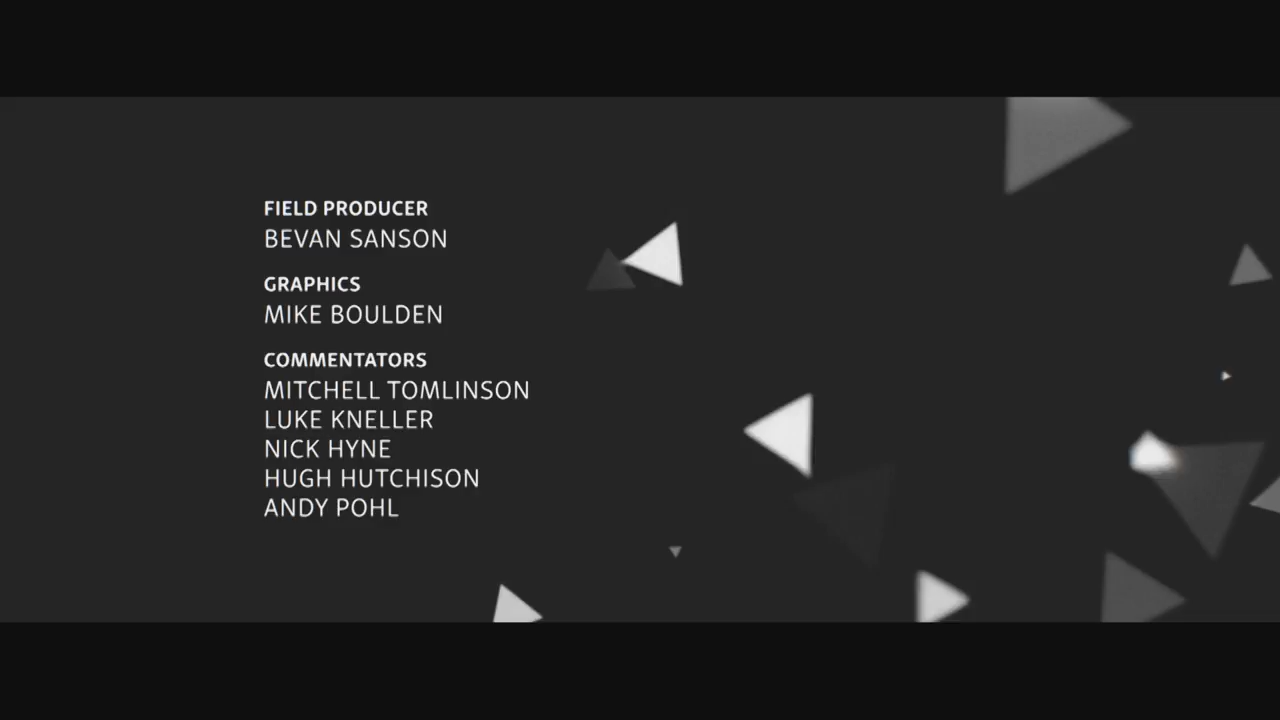 FIELD PRODUCER
BEVAN SANSON
GRAPHICS
MIKE BOULDEN
COMMENTATORS
MITCHELL TOMLINSON
LUKE KNELLER
NICK HYNE
HUGH HUTCHISON
ANDY POHL